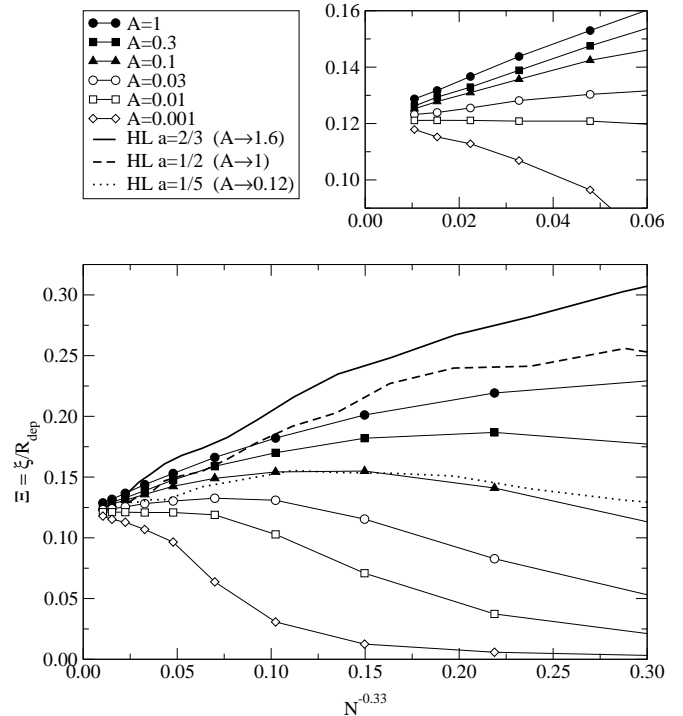 A=1
A=0.3
A=0.1
A=0.03
A=0.01
A=0.001
HL a=2/3 (A→1.6)
HL a=1/2 (A→1)
HL a=1/5 (A→0.12)
0.16
0.14
0.12
0.10
0.00 0.02 0.04 0.06
0.30
0.25
0.20
0.15
0.10
0.05
0.00
Ξ = ξ/R_dep
0.00 0.05 0.10 0.15 0.20 0.25 0.30
N^-0.33